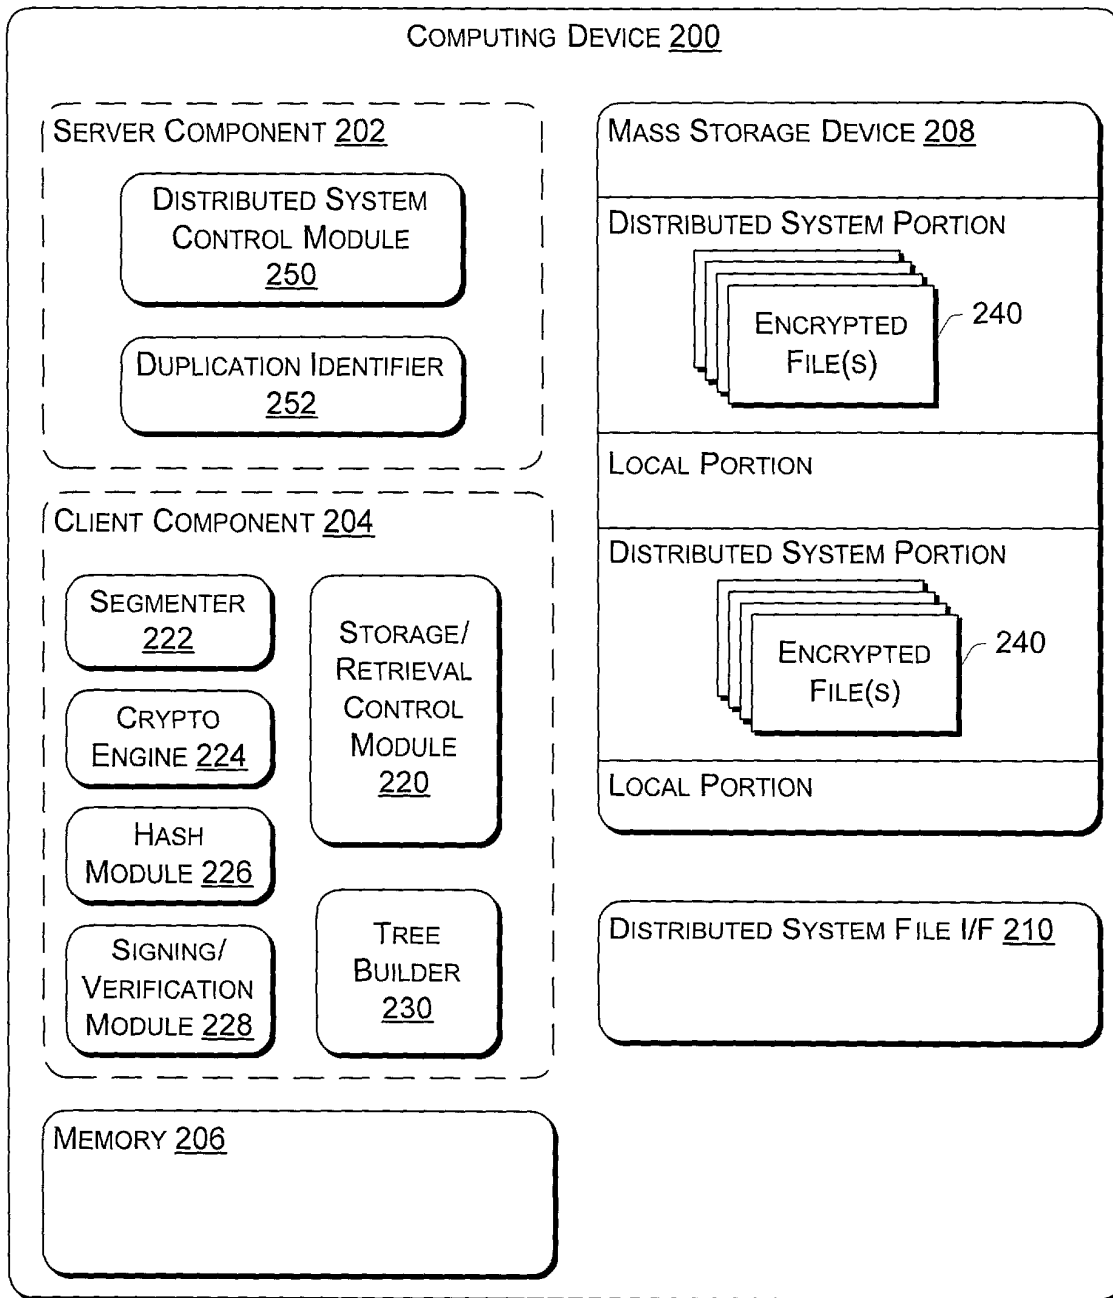 COMPUTING DEVICE 200
SERVER COMPONENT 202
DISTRIBUTED SYSTEM
CONTROL MODULE
250
DUPLICATION IDENTIFIER
252
CLIENT COMPONENT 204
SEGMENTER
222
CRYPTO
ENGINE 224
HASH
MODULE 226
SIGNING/
VERIFICATION
MODULE 228
STORAGE/
RETRIEVAL
CONTROL
MODULE
220
TREE
BUILDER
230
MEMORY 206
MASS STORAGE DEVICE 208
DISTRIBUTED SYSTEM PORTION
ENCRYPTED
FILE(S)
240
LOCAL PORTION
DISTRIBUTED SYSTEM PORTION
ENCRYPTED
FILE(S)
240
LOCAL PORTION
DISTRIBUTED SYSTEM FILE I/F 210